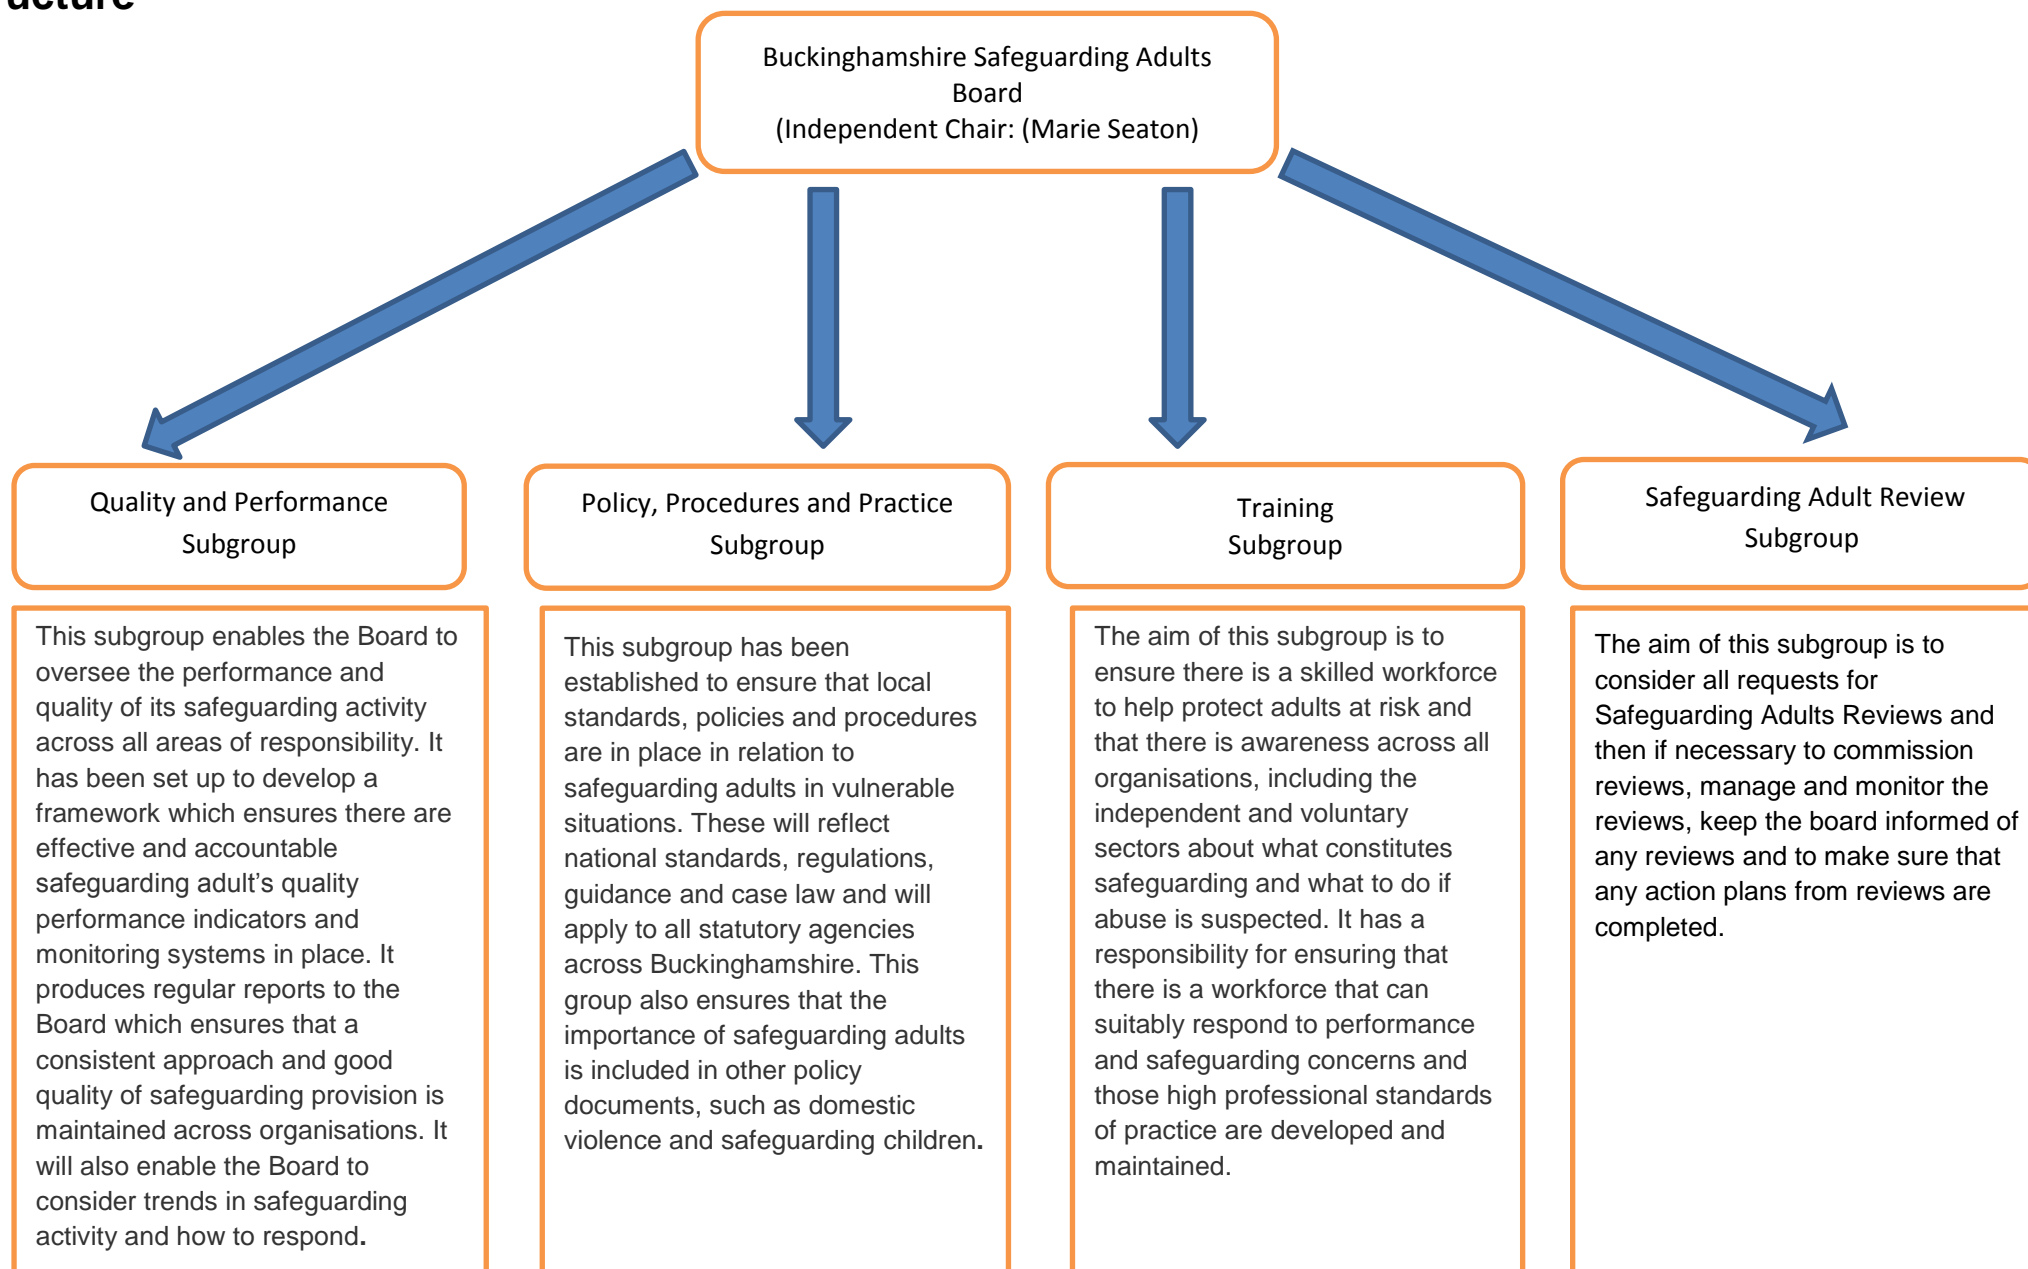 ucture
Buckinghamshire Safeguarding Adults
Board
(Independent Chair: (Marie Seaton)
Quality and Performance
Subgroup
Policy, Procedures and Practice
Subgroup
Training
Subgroup
Safeguarding Adult Review
Subgroup
This subgroup enables the Board to
oversee the performance and
quality of its safeguarding activity
across all areas of responsibility. It
has been set up to develop a
framework which ensures there are
effective and accountable
safeguarding adult’s quality
performance indicators and
monitoring systems in place. It
produces regular reports to the
Board which ensures that a
consistent approach and good
quality of safeguarding provision is
maintained across organisations. It
will also enable the Board to
consider trends in safeguarding
activity and how to respond.
This subgroup has been
established to ensure that local
standards, policies and procedures
are in place in relation to
safeguarding adults in vulnerable
situations. These will reflect
national standards, regulations,
guidance and case law and will
apply to all statutory agencies
across Buckinghamshire. This
group also ensures that the
importance of safeguarding adults
is included in other policy
documents, such as domestic
violence and safeguarding children.
The aim of this subgroup is to
ensure there is a skilled workforce
to help protect adults at risk and
that there is awareness across all
organisations, including the
independent and voluntary
sectors about what constitutes
safeguarding and what to do if
abuse is suspected. It has a
responsibility for ensuring that
there is a workforce that can
suitably respond to performance
and safeguarding concerns and
those high professional standards
of practice are developed and
maintained.
The aim of this subgroup is to
consider all requests for
Safeguarding Adults Reviews and
then if necessary to commission
reviews, manage and monitor the
reviews, keep the board informed of
any reviews and to make sure that
any action plans from reviews are
completed.